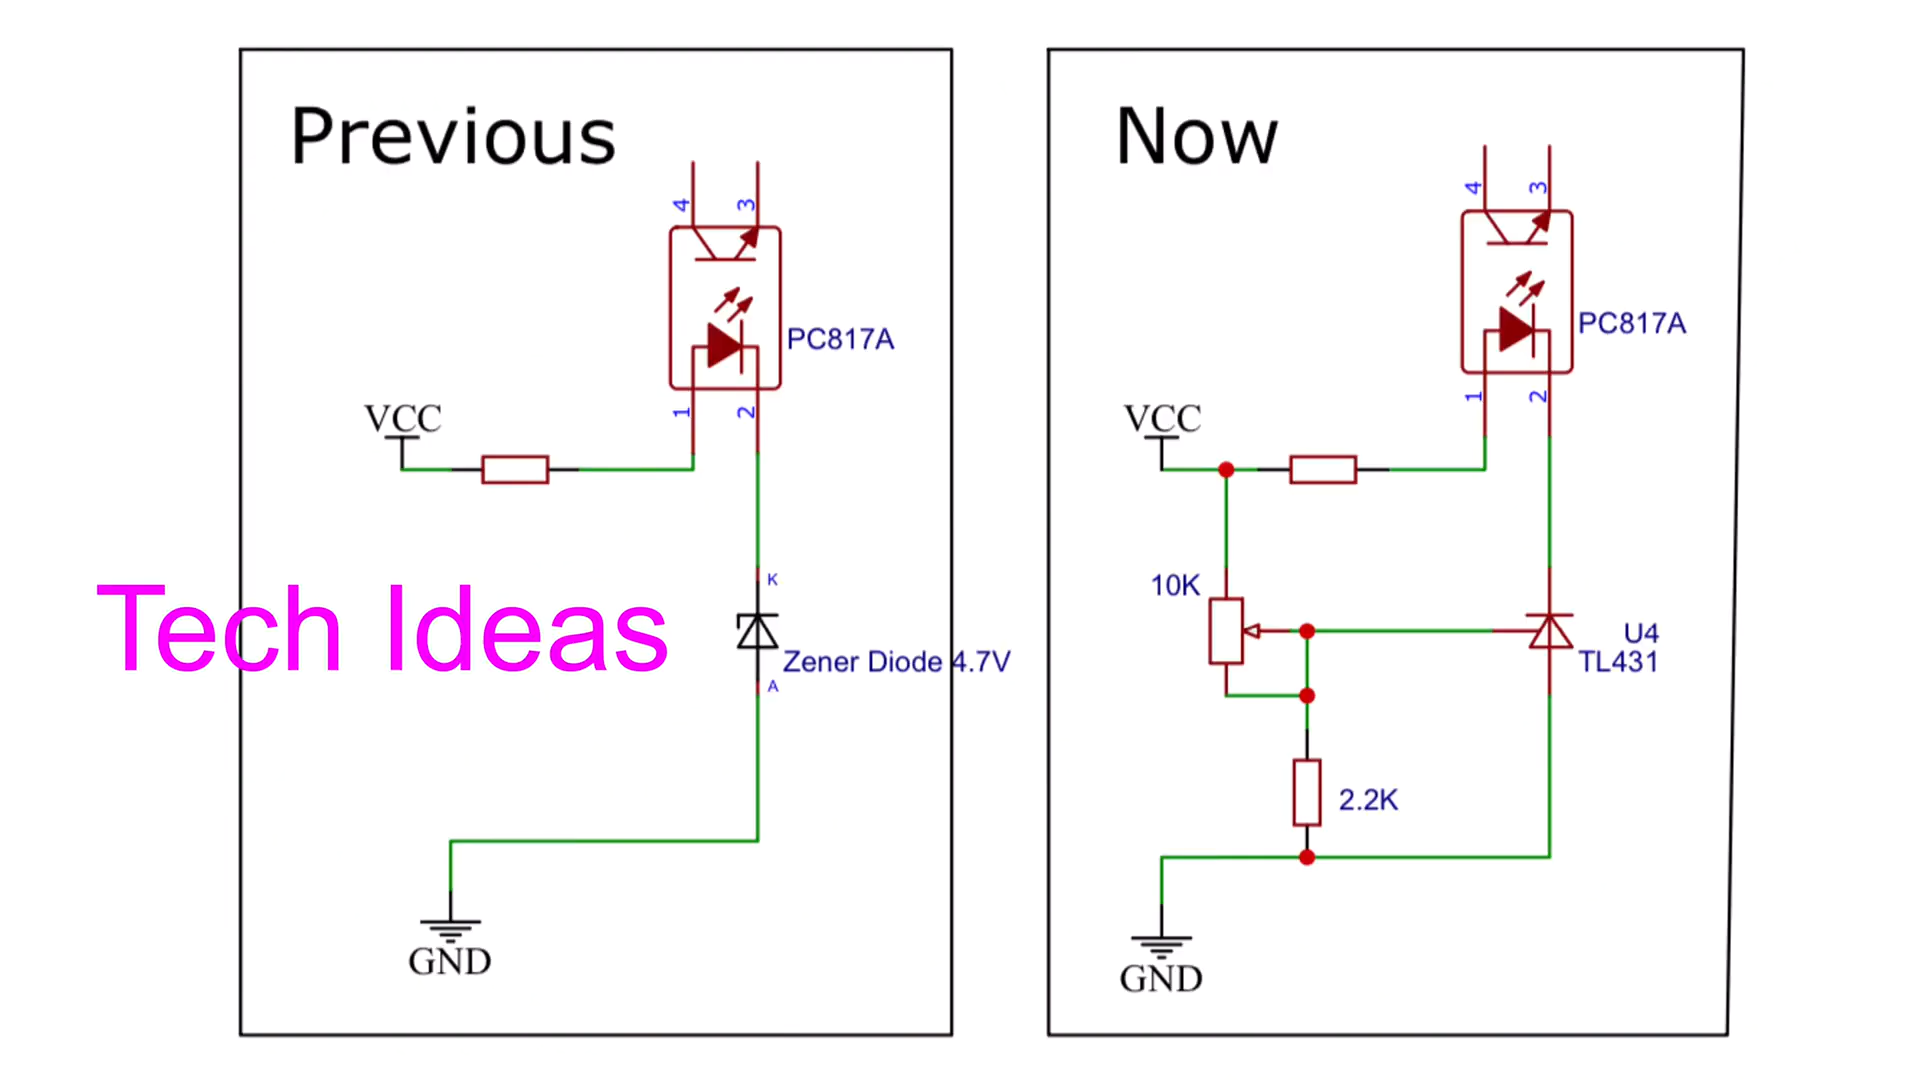 Previous
4
3
PC817A
VCC
1
2
K
Zener Diode 4.7V
A
GND
Tech Ideas
Now
4
3
PC817A
VCC
1
2
10K
U4
TL431
2.2K
GND